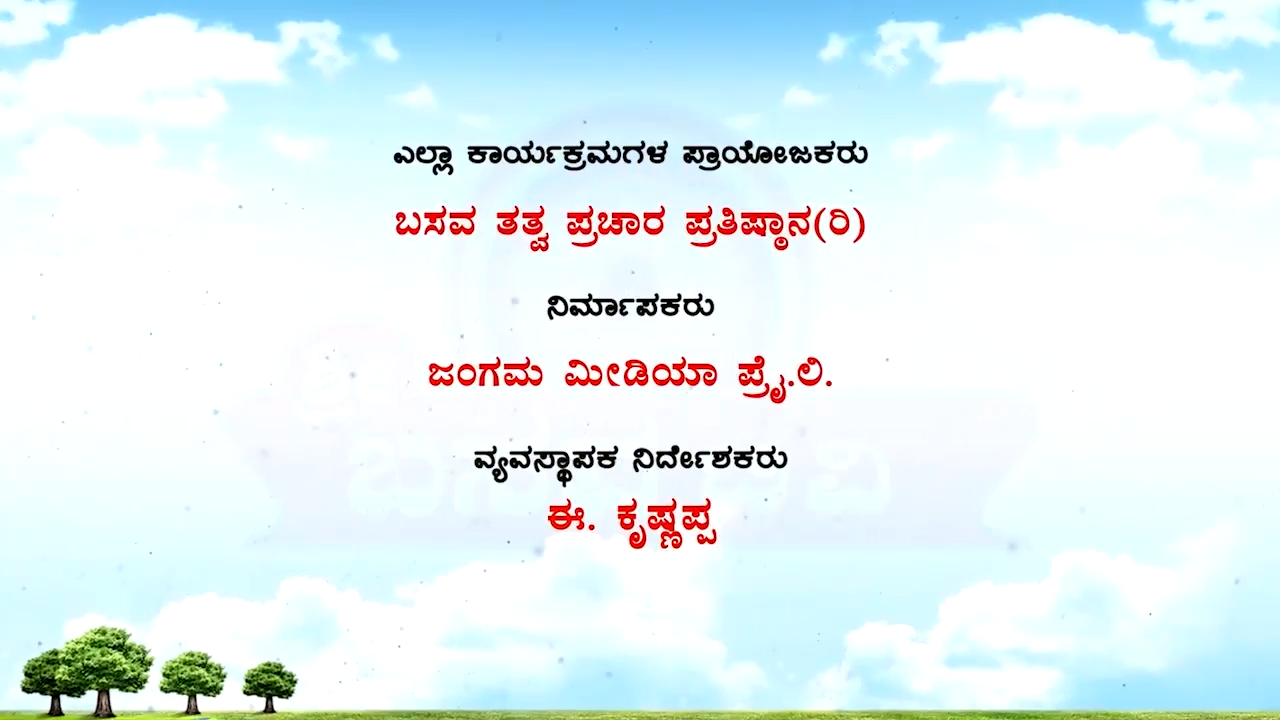 ಎಲ್ಲಾ ಕಾರ್ಯಕ್ರಮಗಳ ಪ್ರಾಯೋಜಕರು
ಬಸವ ತತ್ವ ಪ್ರಚಾರ ಪ್ರತಿಷ್ಠಾನ(ರಿ)
ನಿರ್ಮಾಪಕರು
ಜಂಗಮ ಮೀಡಿಯಾ ಪ್ರೈ.ಲಿ.
ವ್ಯವಸ್ಥಾಪಕ ನಿರ್ದೇಶಕರು
ಈ. ಕೃಷ್ಣಪ್ಪ